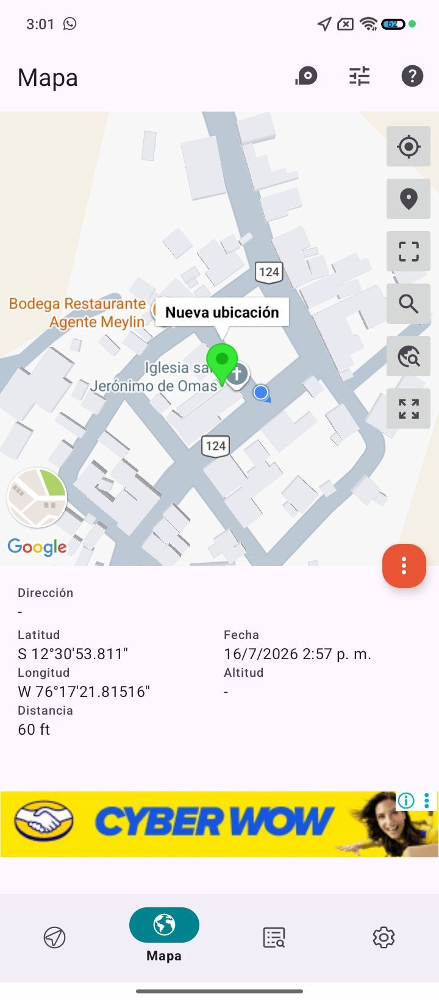 3:01
62
Mapa
124
Bodega Restaurante
Agente Meylin
Nueva ubicación
Iglesia sa
Jerónimo de Omas
124
Google
Dirección
-
Latitud
Fecha
S 12°30'53.811"
16/7/2026 2:57 p. m.
Longitud
Altitud
W 76°17'21.81516"
-
Distancia
60 ft
CYBER WOW
Mapa